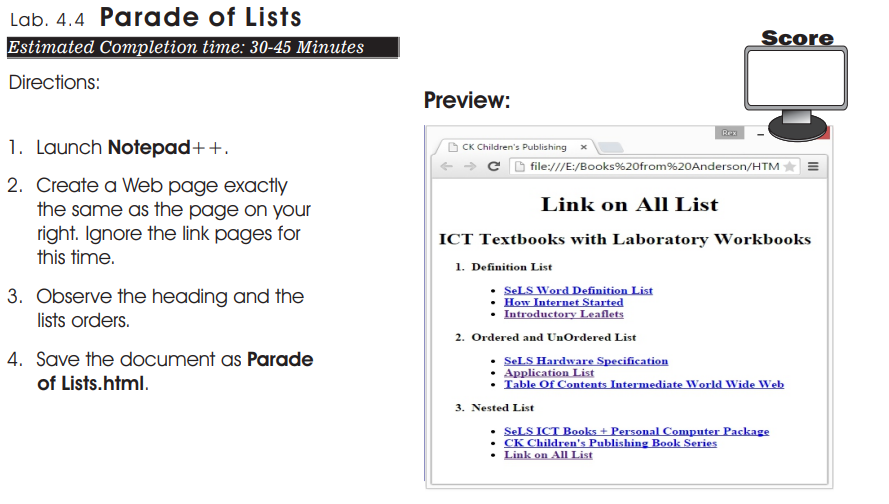 Lab. 4.4 Parade of Lists
Estimated Completion time: 30-45 Minutes
Score
Directions:
1. Launch Notepad++.
2. Create a Web page exactly
the same as the page on your
right. Ignore the link pages for
this time.
3. Observe the heading and the
lists orders.
4. Save the document as Parade
of Lists.html.
Preview:
Rex
CK Children's Publishing
file:///E:/Books%20from%20Anderson/HTM
Link on All List
ICT Textbooks with Laboratory Workbooks
1. Definition List
• SeLS Word Definition List
• How Internet Started
• Introductory Leaflets
2. Ordered and UnOrdered List
• SeLS Hardware Specification
• Application List
• Table Of Contents Intermediate World Wide Web
3. Nested List
• SeLS ICT Books + Personal Computer Package
• CK Children's Publishing Book Series
• Link on All List